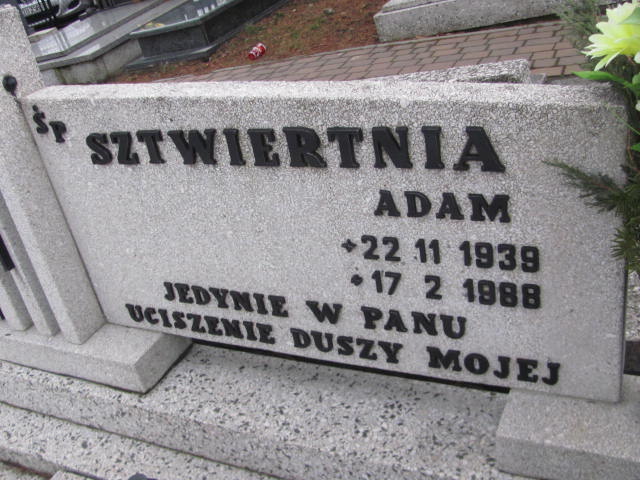 ŚP
SZTWIERTNIA
ADAM
+22 11 1939
+17 2 1988
JEDYNIE W PANU
UCISZENIE DUSZY MOJEJ